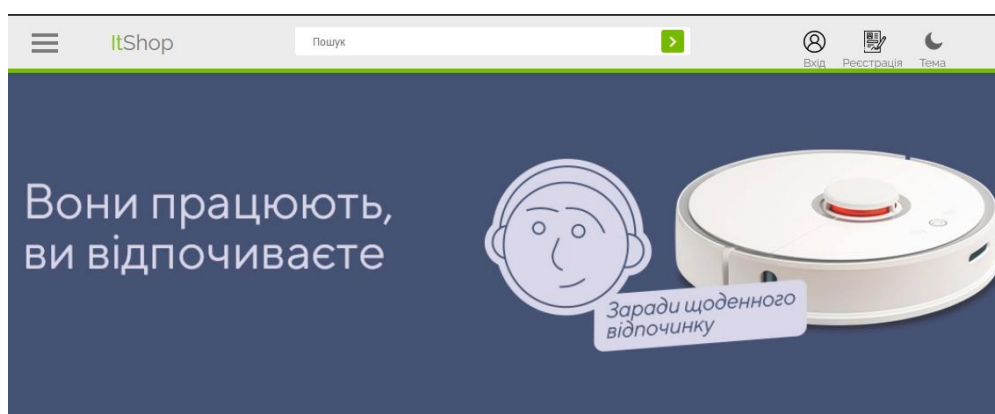 ItShop
Пошук
Вхід
Реєстрація
Тема
Вони працюють,
ви відпочиваєте
Заради щоденного
відпочинку